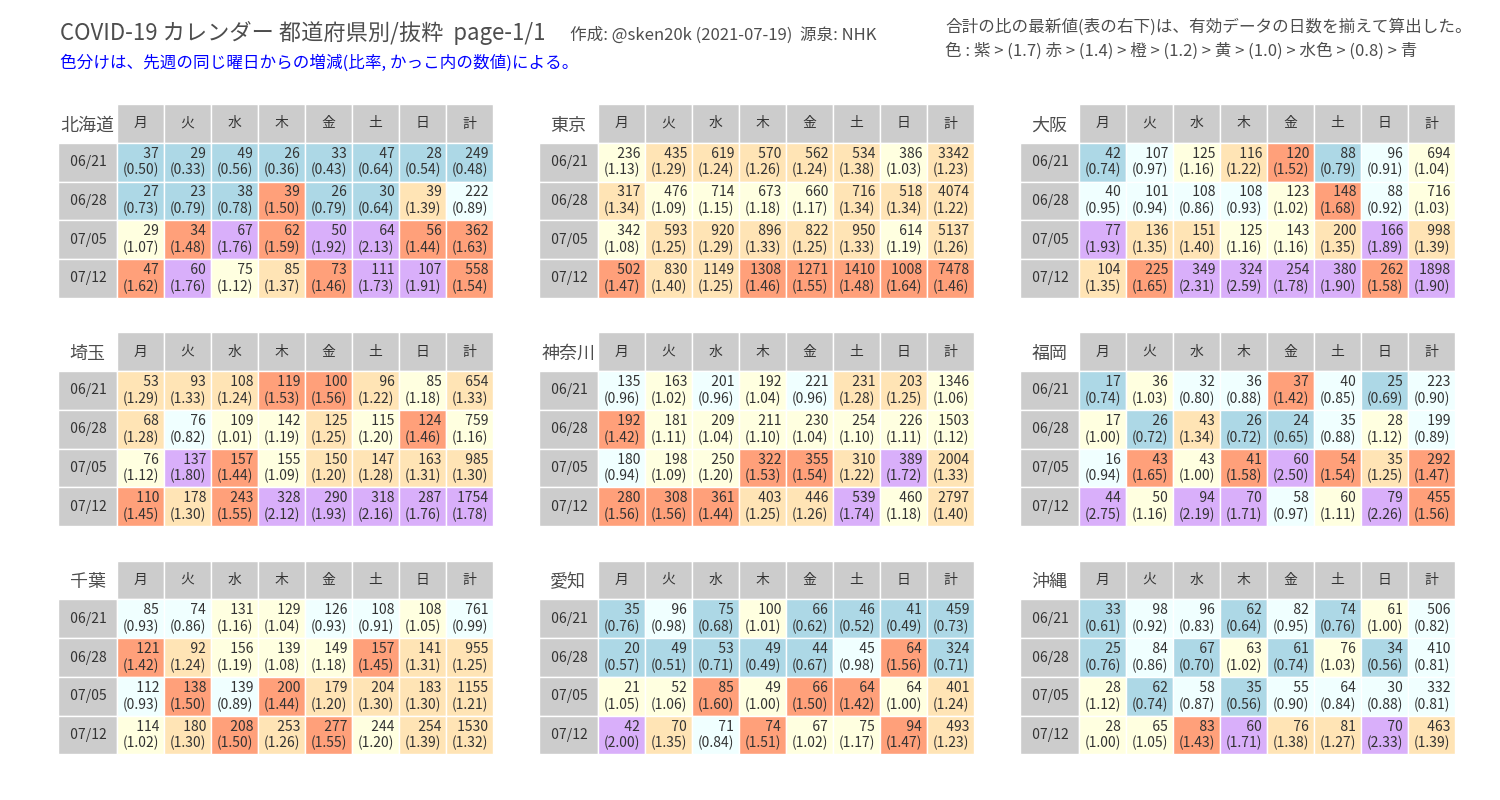 COVID-19 カレンダー 都道府県別/抜粋 page-1/1 作成: @sken20k (2021-07-19) 源泉: NHK
色分けは、先週の同じ曜日からの増減(比率, かっこ内の数値)による。
合計の比の最新値(表の右下)は、有効データの日数を揃えて算出した。
色 : 紫 > (1.7) 赤 > (1.4) > 橙 > (1.2) > 黄 > (1.0) > 水色 > (0.8) > 青
北海道 月 火 水 木 金 土 日 計
06/21 37 29 49 26 33 47 28 249
(0.50) (0.33) (0.56) (0.36) (0.43) (0.64) (0.54) (0.48)
06/28 27 23 38 39 26 30 39 222
(0.73) (0.79) (0.78) (1.50) (0.79) (0.64) (1.39) (0.89)
07/05 29 34 67 62 50 64 56 362
(1.07) (1.48) (1.76) (1.59) (1.92) (2.13) (1.44) (1.63)
07/12 47 60 75 85 73 111 107 558
(1.62) (1.76) (1.12) (1.37) (1.46) (1.73) (1.91) (1.54)
東京 月 火 水 木 金 土 日 計
06/21 236 435 619 570 562 534 386 3342
(1.13) (1.29) (1.24) (1.26) (1.24) (1.38) (1.03) (1.23)
06/28 317 476 714 673 660 716 518 4074
(1.34) (1.09) (1.15) (1.18) (1.17) (1.34) (1.34) (1.22)
07/05 342 593 920 896 822 950 614 5137
(1.08) (1.25) (1.29) (1.33) (1.25) (1.33) (1.19) (1.26)
07/12 502 830 1149 1308 1271 1410 1008 7478
(1.47) (1.40) (1.25) (1.46) (1.55) (1.48) (1.64) (1.46)
大阪 月 火 水 木 金 土 日 計
06/21 42 107 125 116 120 88 96 694
(0.74) (0.97) (1.16) (1.22) (1.52) (0.79) (0.91) (1.04)
06/28 40 101 108 108 123 148 88 716
(0.95) (0.94) (0.86) (0.93) (1.02) (1.68) (0.92) (1.03)
07/05 77 136 151 125 143 200 166 998
(1.93) (1.35) (1.40) (1.16) (1.16) (1.35) (1.89) (1.39)
07/12 104 225 349 324 254 380 262 1898
(1.35) (1.65) (2.31) (2.59) (1.78) (1.90) (1.58) (1.90)
埼玉 月 火 水 木 金 土 日 計
06/21 53 93 108 119 100 96 85 654
(1.29) (1.33) (1.24) (1.53) (1.56) (1.22) (1.18) (1.33)
06/28 68 76 109 142 125 115 124 759
(1.28) (0.82) (1.01) (1.19) (1.25) (1.20) (1.46) (1.16)
07/05 76 137 157 155 150 147 163 985
(1.12) (1.80) (1.44) (1.09) (1.20) (1.28) (1.31) (1.30)
07/12 110 178 243 328 290 318 287 1754
(1.45) (1.30) (1.55) (2.12) (1.93) (2.16) (1.76) (1.78)
神奈川 月 火 水 木 金 土 日 計
06/21 135 163 201 192 221 231 203 1346
(0.96) (1.02) (0.96) (1.04) (0.96) (1.28) (1.25) (1.06)
06/28 192 181 209 211 230 254 226 1503
(1.42) (1.11) (1.04) (1.10) (1.04) (1.10) (1.11) (1.12)
07/05 180 198 250 322 355 310 389 2004
(0.94) (1.09) (1.20) (1.53) (1.54) (1.22) (1.72) (1.33)
07/12 280 308 361 403 446 539 460 2797
(1.56) (1.56) (1.44) (1.25) (1.26) (1.74) (1.18) (1.40)
福岡 月 火 水 木 金 土 日 計
06/21 17 36 32 36 37 40 25 223
(0.74) (1.03) (0.80) (0.88) (1.42) (0.85) (0.69) (0.90)
06/28 17 26 43 26 24 35 28 199
(1.00) (0.72) (1.34) (0.72) (0.65) (0.88) (1.12) (0.89)
07/05 16 43 43 41 60 54 35 292
(0.94) (1.65) (1.00) (1.58) (2.50) (1.54) (1.25) (1.47)
07/12 44 50 94 70 58 60 79 455
(2.75) (1.16) (2.19) (1.71) (0.97) (1.11) (2.26) (1.56)
千葉 月 火 水 木 金 土 日 計
06/21 85 74 131 129 126 108 108 761
(0.93) (0.86) (1.16) (1.04) (0.93) (0.91) (1.05) (0.99)
06/28 121 92 156 139 149 157 141 955
(1.42) (1.24) (1.19) (1.08) (1.18) (1.45) (1.31) (1.25)
07/05 112 138 139 200 179 204 183 1155
(0.93) (1.50) (0.89) (1.44) (1.20) (1.30) (1.30) (1.21)
07/12 114 180 208 253 277 244 254 1530
(1.02) (1.30) (1.50) (1.26) (1.55) (1.20) (1.39) (1.32)
愛知 月 火 水 木 金 土 日 計
06/21 35 96 75 100 66 46 41 459
(0.76) (0.98) (0.68) (1.01) (0.62) (0.52) (0.49) (0.73)
06/28 20 49 53 49 44 45 64 324
(0.57) (0.51) (0.71) (0.49) (0.67) (0.98) (1.56) (0.71)
07/05 21 52 85 49 66 64 64 401
(1.05) (1.06) (1.60) (1.00) (1.50) (1.42) (1.00) (1.24)
07/12 42 70 71 74 67 75 94 493
(2.00) (1.35) (0.84) (1.51) (1.02) (1.17) (1.47) (1.23)
沖縄 月 火 水 木 金 土 日 計
06/21 33 98 96 62 82 74 61 506
(0.61) (0.92) (0.83) (0.64) (0.95) (0.76) (1.00) (0.82)
06/28 25 84 67 63 61 76 34 410
(0.76) (0.86) (0.70) (1.02) (0.74) (1.03) (0.56) (0.81)
07/05 28 62 58 35 55 64 30 332
(1.12) (0.74) (0.87) (0.56) (0.90) (0.84) (0.88) (0.81)
07/12 28 65 83 60 76 81 70 463
(1.00) (1.05) (1.43) (1.71) (1.38) (1.27) (2.33) (1.39)